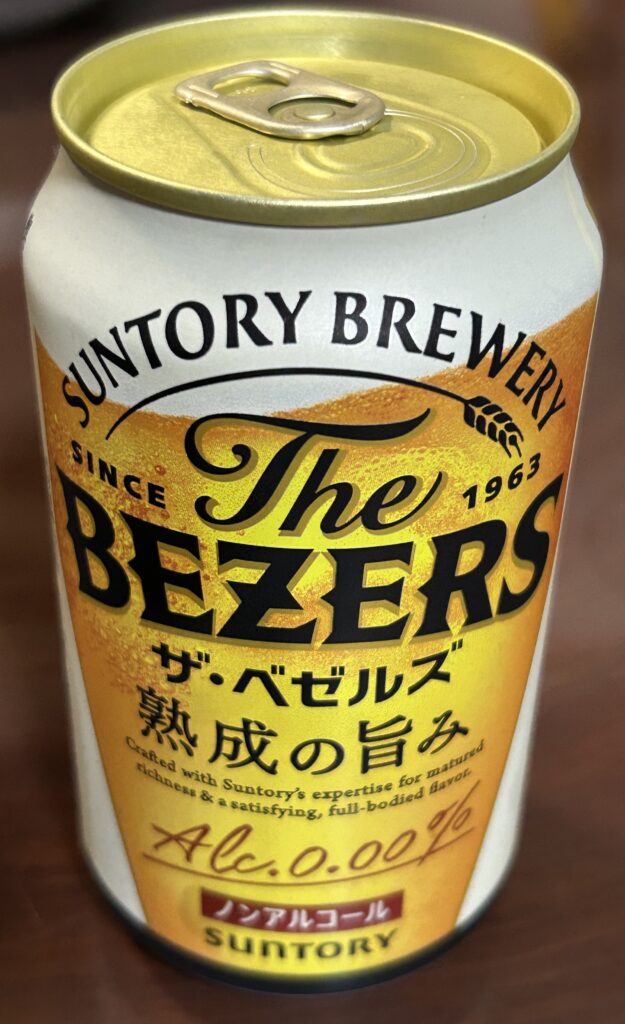 SUNTORY BREWERY
SINCE 1963
The
BEZERS
ザ・ベゼルズ
熟成の旨み
Crafted with Suntory's expertise for matured
richness & a satisfying, full-bodied flavor.
Alc.0.00%
ノンアルコール
SUNTORY